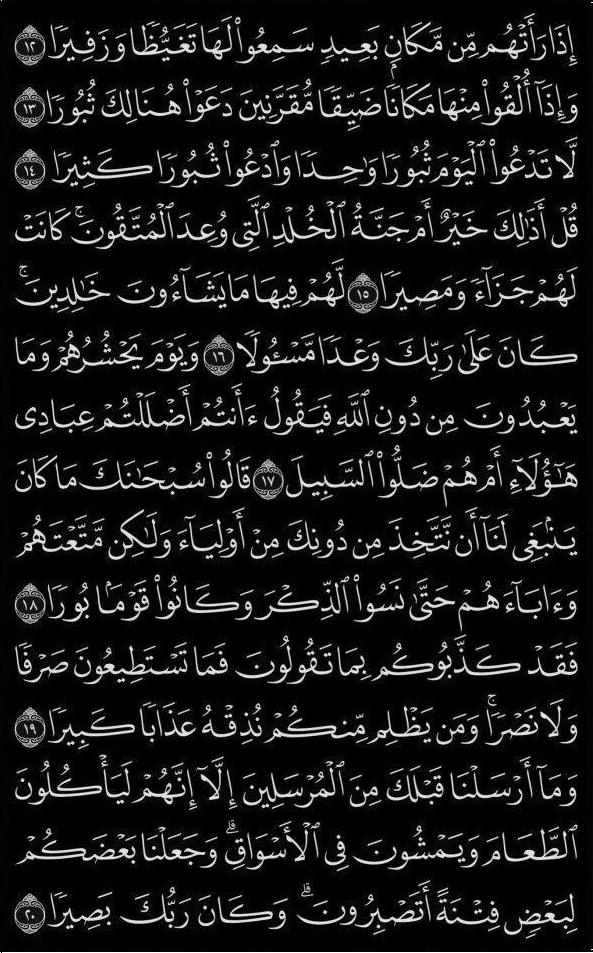 إِذَا رَأَتْهُم مِّن مَّكَانٍ بَعِيدٍ سَمِعُوا۟ لَهَا تَغَيُّظًا وَزَفِيرًا ١٢
وَإِذَآ أُلْقُوا۟ مِنْهَا مَكَانًا ضَيِّقًا مُّقَرَّنِينَ دَعَوْا۟ هُنَالِكَ ثُبُورًا ١٣
لَّا تَدْعُوا۟ ٱلْيَوْمَ ثُبُورًا وَٰحِدًا وَٱدْعُوا۟ ثُبُورًا كَثِيرًا ١٤
قُلْ أَذَٰلِكَ خَيْرٌ أَمْ جَنَّةُ ٱلْخُلْدِ ٱلَّتِى وُعِدَ ٱلْمُتَّقُونَ ۚ كَانَتْ
لَهُمْ جَزَآءً وَمَصِيرًا ١٥ لَّهُمْ فِيهَا مَا يَشَآءُونَ خَٰلِدِينَ ۚ
كَانَ عَلَىٰ رَبِّكَ وَعْدًا مَّسْـُٔولًا ١٦ وَيَوْمَ يَحْشُرُهُمْ وَمَا
يَعْبُدُونَ مِن دُونِ ٱللَّهِ فَيَقُولُ ءَأَنتُمْ أَضْلَلْتُمْ عِبَادِى
هَٰٓؤُلَآءِ أَمْ هُمْ ضَلُّوا۟ ٱلسَّبِيلَ ١٧ قَالُوا۟ سُبْحَٰنَكَ مَا كَانَ
يَنۢبَغِى لَنَآ أَن نَّتَّخِذَ مِن دُونِكَ مِنْ أَوْلِيَآءَ وَلَٰكِن مَّتَّعْتَهُمْ
وَءَابَآءَهُمْ حَتَّىٰ نَسُوا۟ ٱلذِّكْرَ وَكَانُوا۟ قَوْمًۢا بُورًا ١٨
فَقَدْ كَذَّبُوكُم بِمَا تَقُولُونَ فَمَا تَسْتَطِيعُونَ صَرْفًا
وَلَا نَصْرًا ۚ وَمَن يَظْلِم مِّنكُمْ نُذِقْهُ عَذَابًا كَبِيرًا ١٩
وَمَآ أَرْسَلْنَا قَبْلَكَ مِنَ ٱلْمُرْسَلِينَ إِلَّآ إِنَّهُمْ لَيَأْكُلُونَ
ٱلطَّعَامَ وَيَمْشُونَ فِى ٱلْأَسْوَاقِ ۗ وَجَعَلْنَا بَعْضَكُمْ
لِبَعْضٍ فِتْنَةً أَتَصْبِرُونَ ۗ وَكَانَ رَبُّكَ بَصِيرًا ٢٠